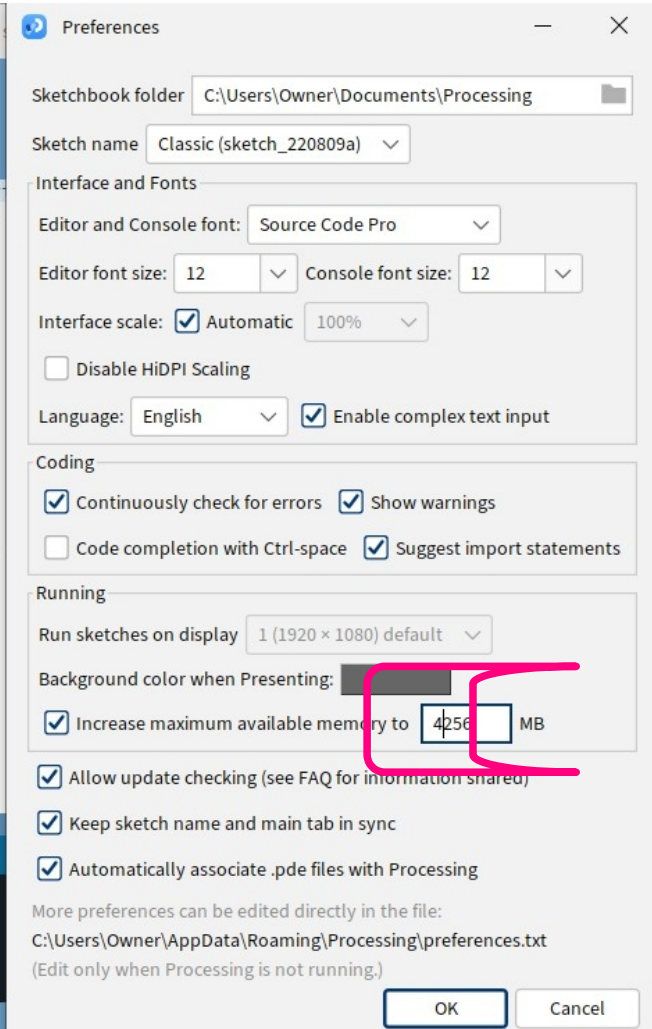 Preferences
Sketchbook folder C:\Users\Owner\Documents\Processing
Sketch name Classic (sketch_220809a)
Interface and Fonts
Editor and Console font: Source Code Pro
Editor font size: 12 Console font size: 12
Interface scale: Automatic 100%
Disable HiDPI Scaling
Language: English Enable complex text input
Coding
Continuously check for errors Show warnings
Code completion with Ctrl-space Suggest import statements
Running
Run sketches on display 1 (1920 × 1080) default
Background color when Presenting:
Increase maximum available memory to 4256 MB
Allow update checking (see FAQ for information shared)
Keep sketch name and main tab in sync
Automatically associate .pde files with Processing
More preferences can be edited directly in the file:
C:\Users\Owner\AppData\Roaming\Processing\preferences.txt
(Edit only when Processing is not running.)
OK Cancel